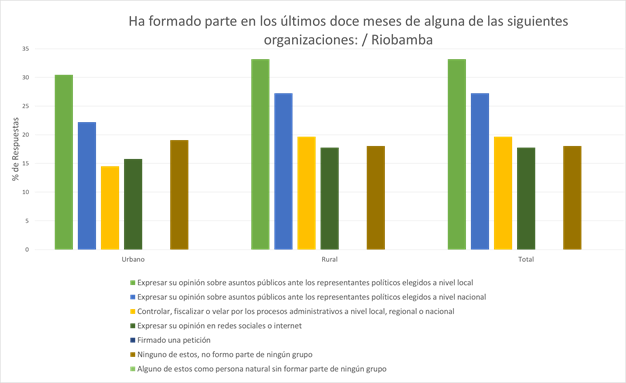 Ha formado parte en los últimos doce meses de alguna de las siguientes
organizaciones: / Riobamba
35
30
25
20
15
10
5
0
% de Respuestas
Urbano
Rural
Total
Expresar su opinión sobre asuntos públicos ante los representantes políticos elegidos a nivel local
Expresar su opinión sobre asuntos públicos ante los representantes políticos elegidos a nivel nacional
Controlar, fiscalizar o velar por los procesos administrativos a nivel local, regional o nacional
Expresar su opinión en redes sociales o internet
Firmado una petición
Ninguno de estos, no formo parte de ningún grupo
Alguno de estos como persona natural sin formar parte de ningún grupo